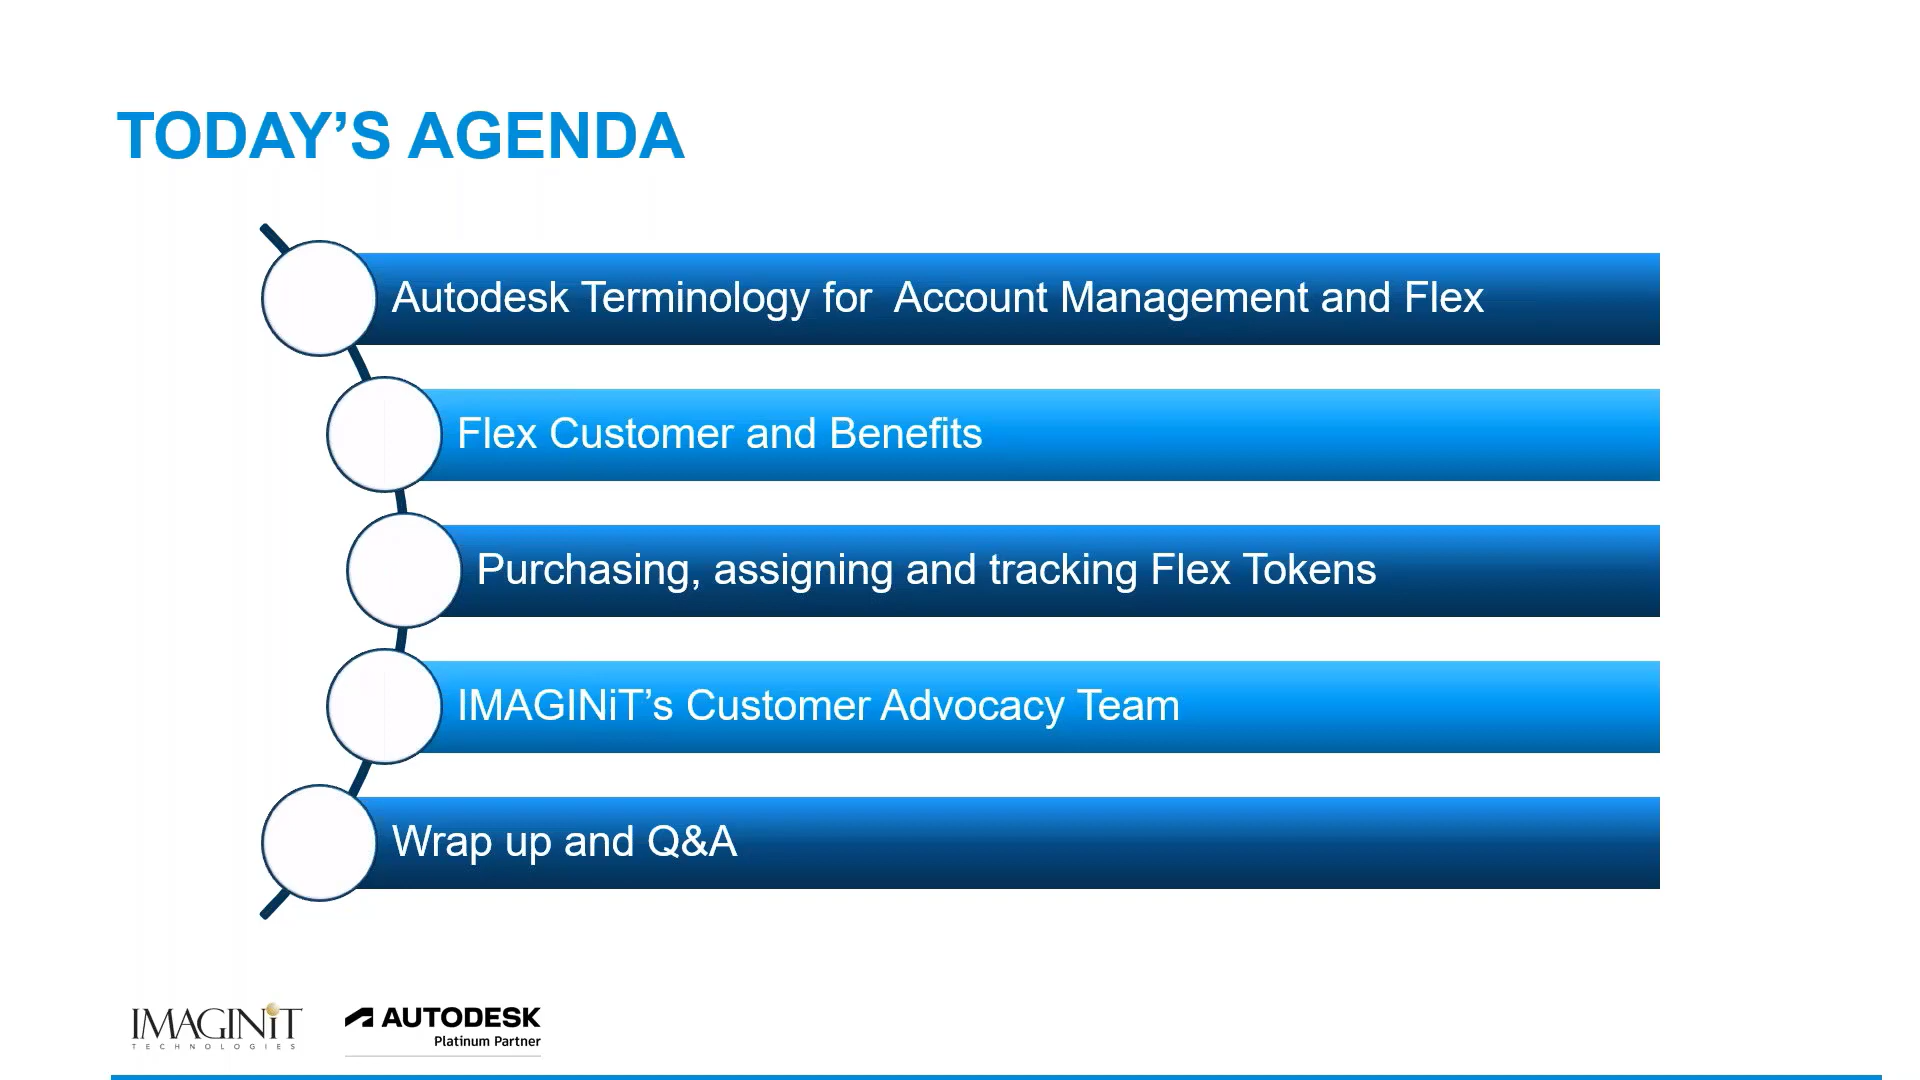 TODAY’S AGENDA
Autodesk Terminology for  Account Management and Flex
Flex Customer and Benefits
Purchasing, assigning and tracking Flex Tokens
IMAGINiT’s Customer Advocacy Team
Wrap up and Q&A
IMAGINiT
TECHNOLOGIES
AUTODESK
Platinum Partner